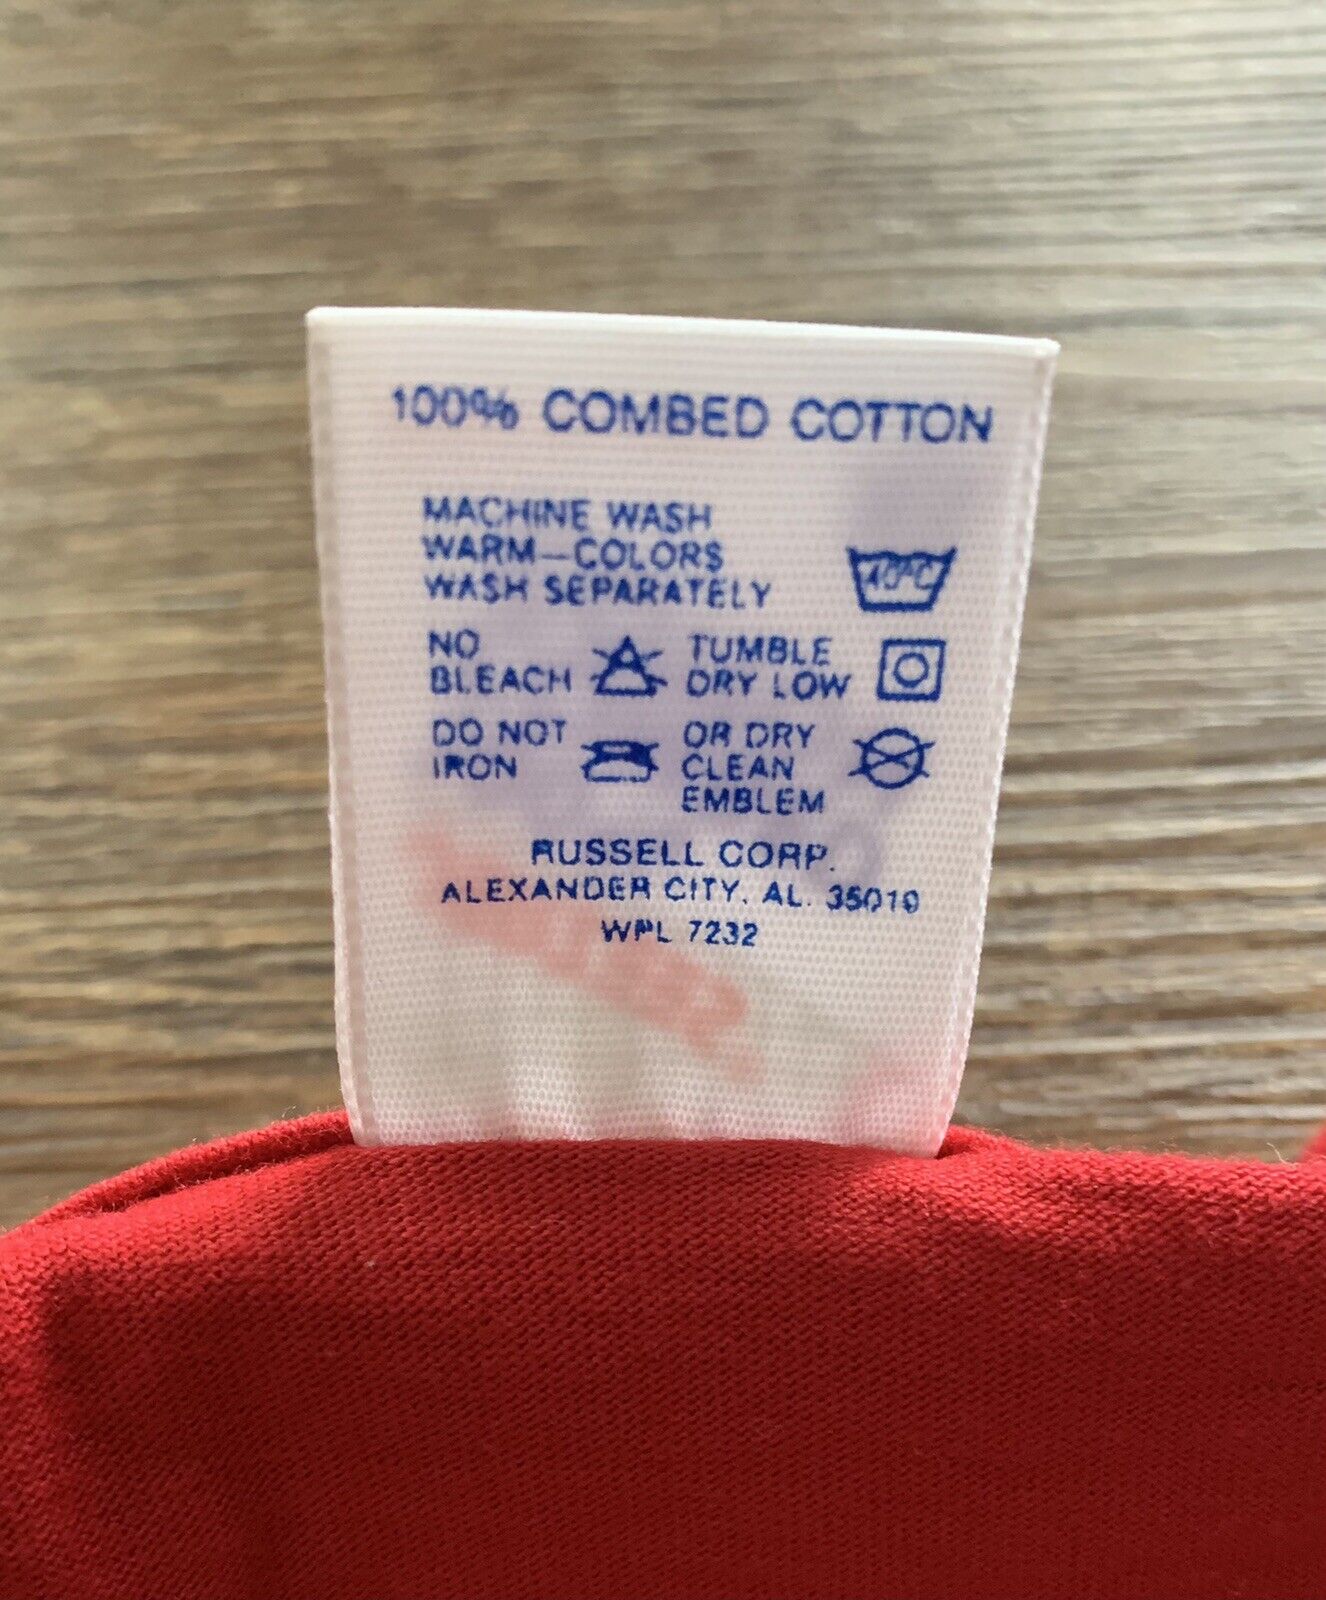 100% COMBED COTTON
MACHINE WASH
WARM—COLORS
WASH SEPARATELY
40°C
NO
BLEACH
TUMBLE
DRY LOW
DO NOT
IRON
OR DRY
CLEAN
EMBLEM
RUSSELL CORP.
ALEXANDER CITY, AL. 35010
WPL 7232